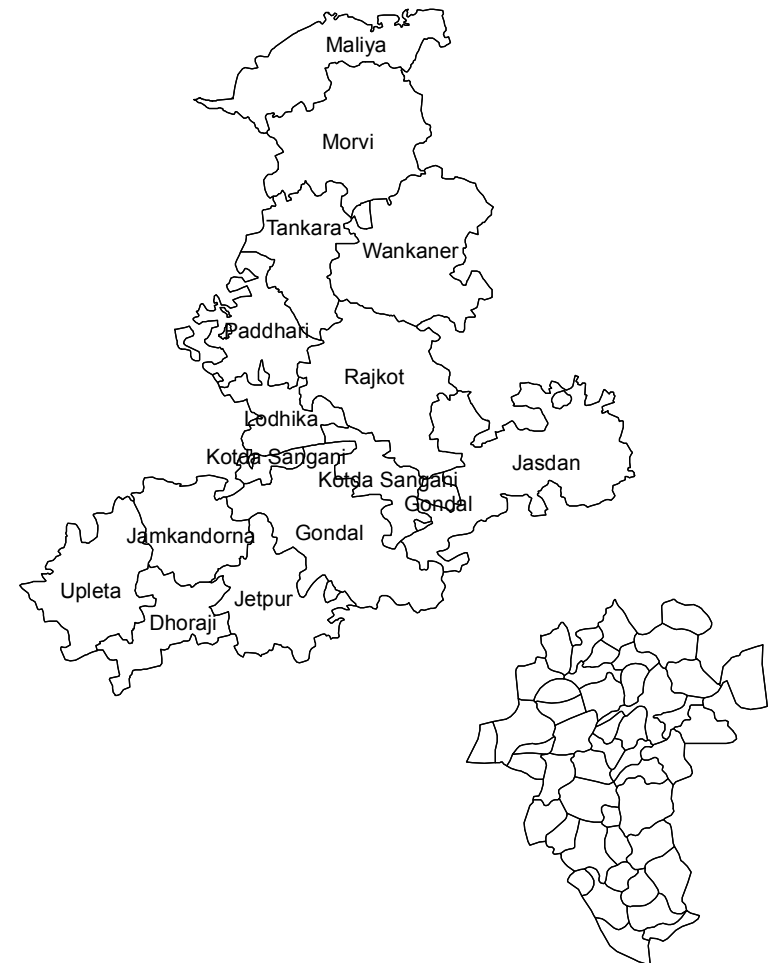 Maliya
Morvi
Tankara
Wankaner
Paddhari
Rajkot
Lodhika
Kotda Sangani
Jasdan
Kotda Sangani
Gondal
Gondal
Jamkandorna
Upleta
Jetpur
Dhoraji